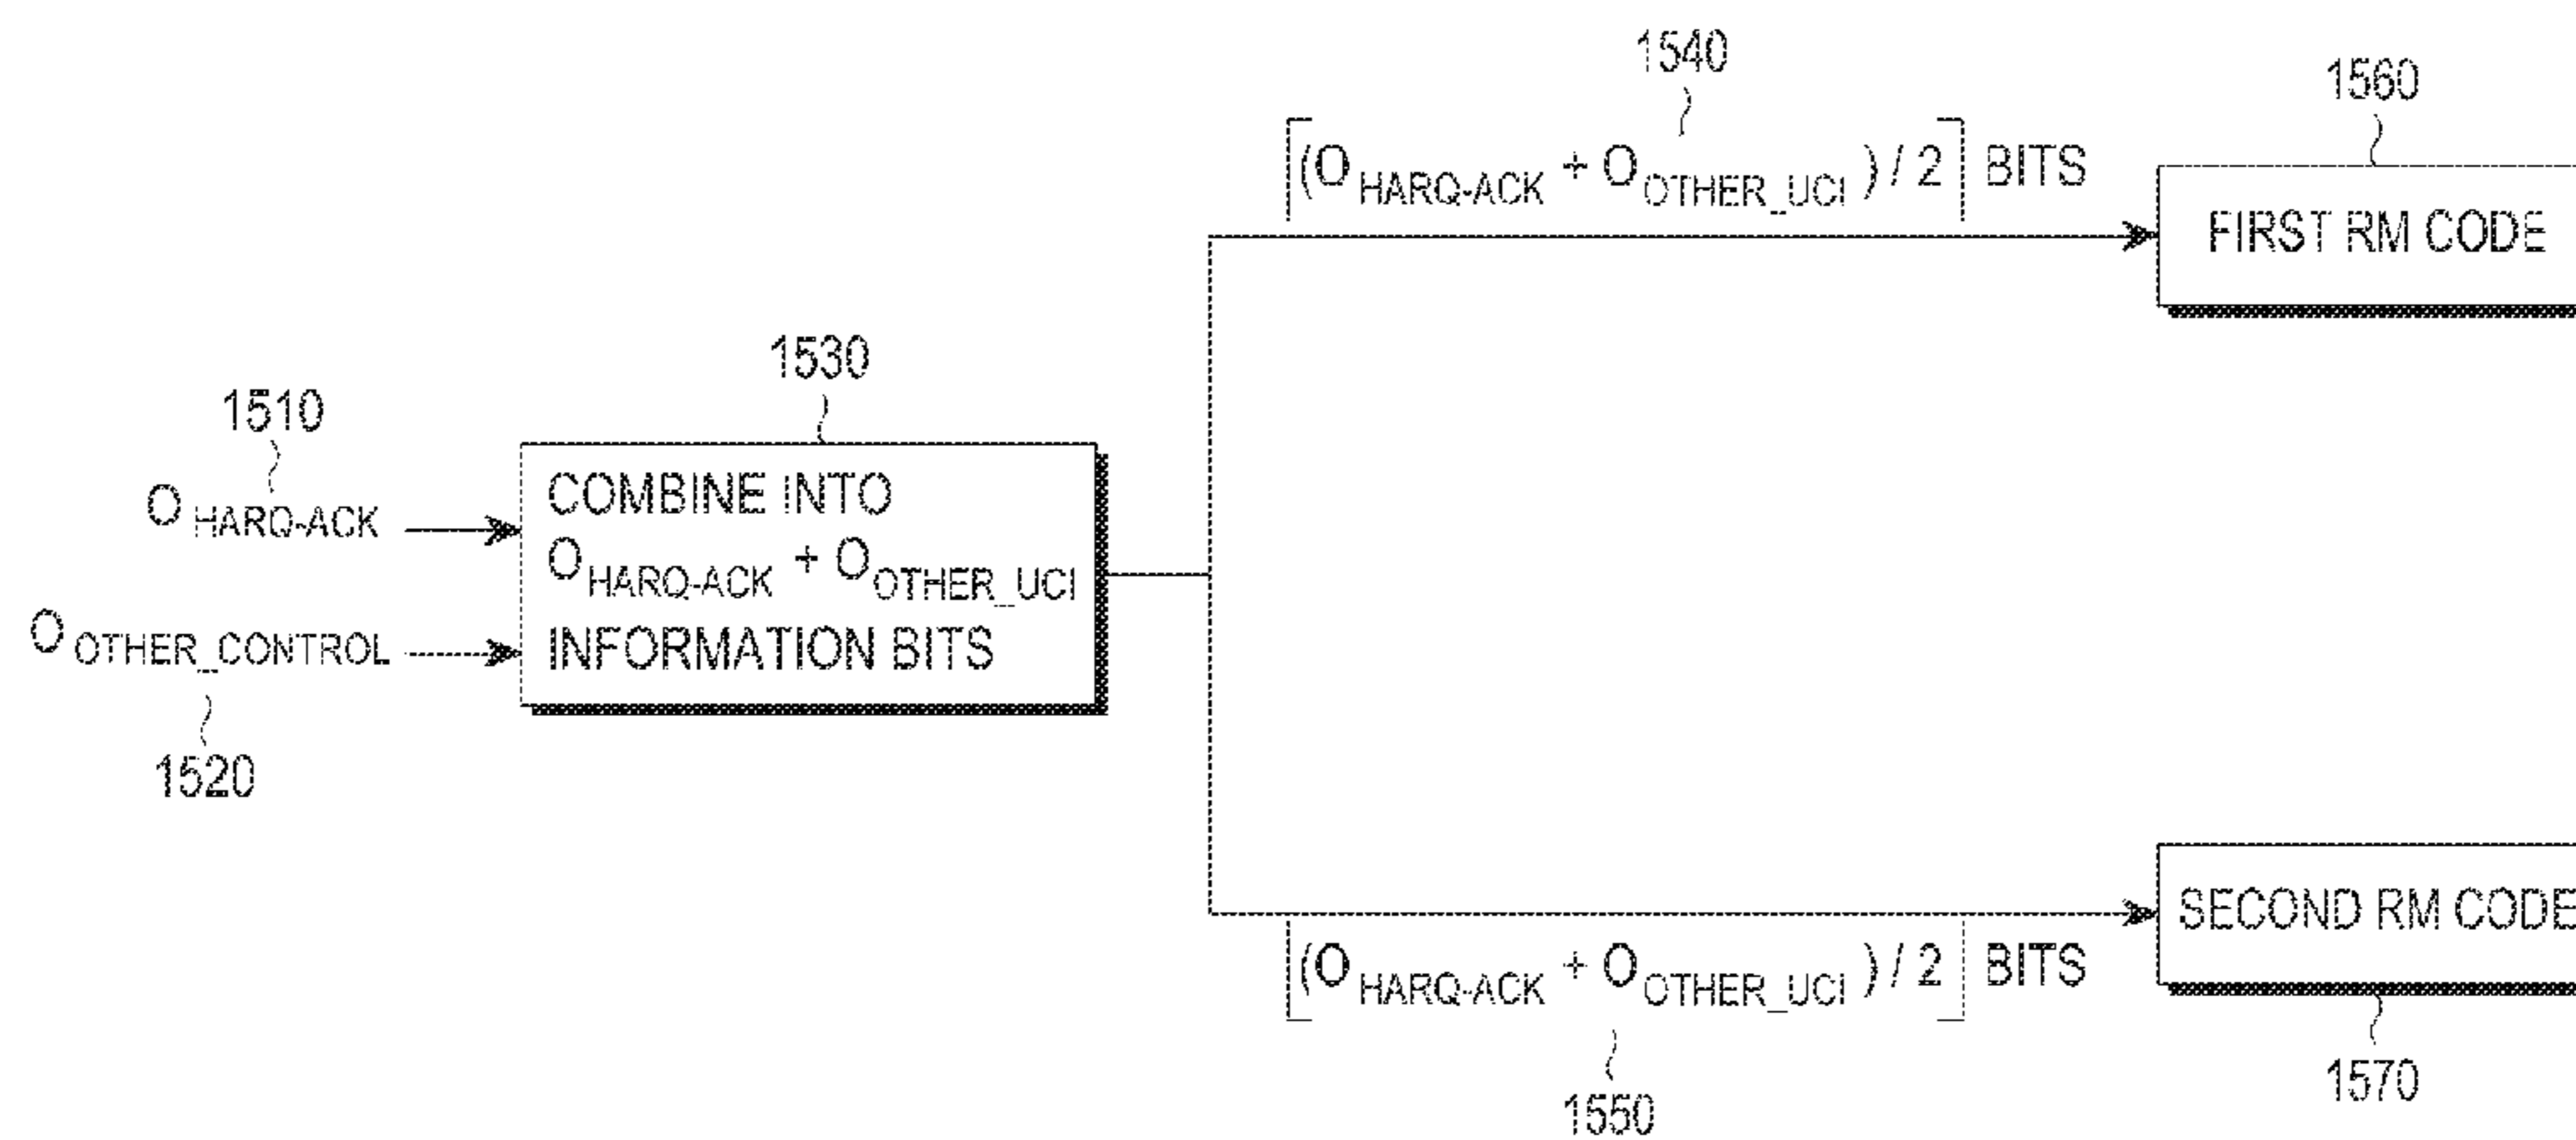 1540
1560
⌈(O HARQ-ACK + O OTHER_UCI ) / 2⌉ BITS
FIRST RM CODE
1530
1510
O HARQ-ACK
COMBINE INTO
O HARQ-ACK + O OTHER_UCI
INFORMATION BITS
O OTHER_CONTROL
1520
SECOND RM CODE
⌊(O HARQ-ACK + O OTHER_UCI ) / 2⌋ BITS
1570
1550